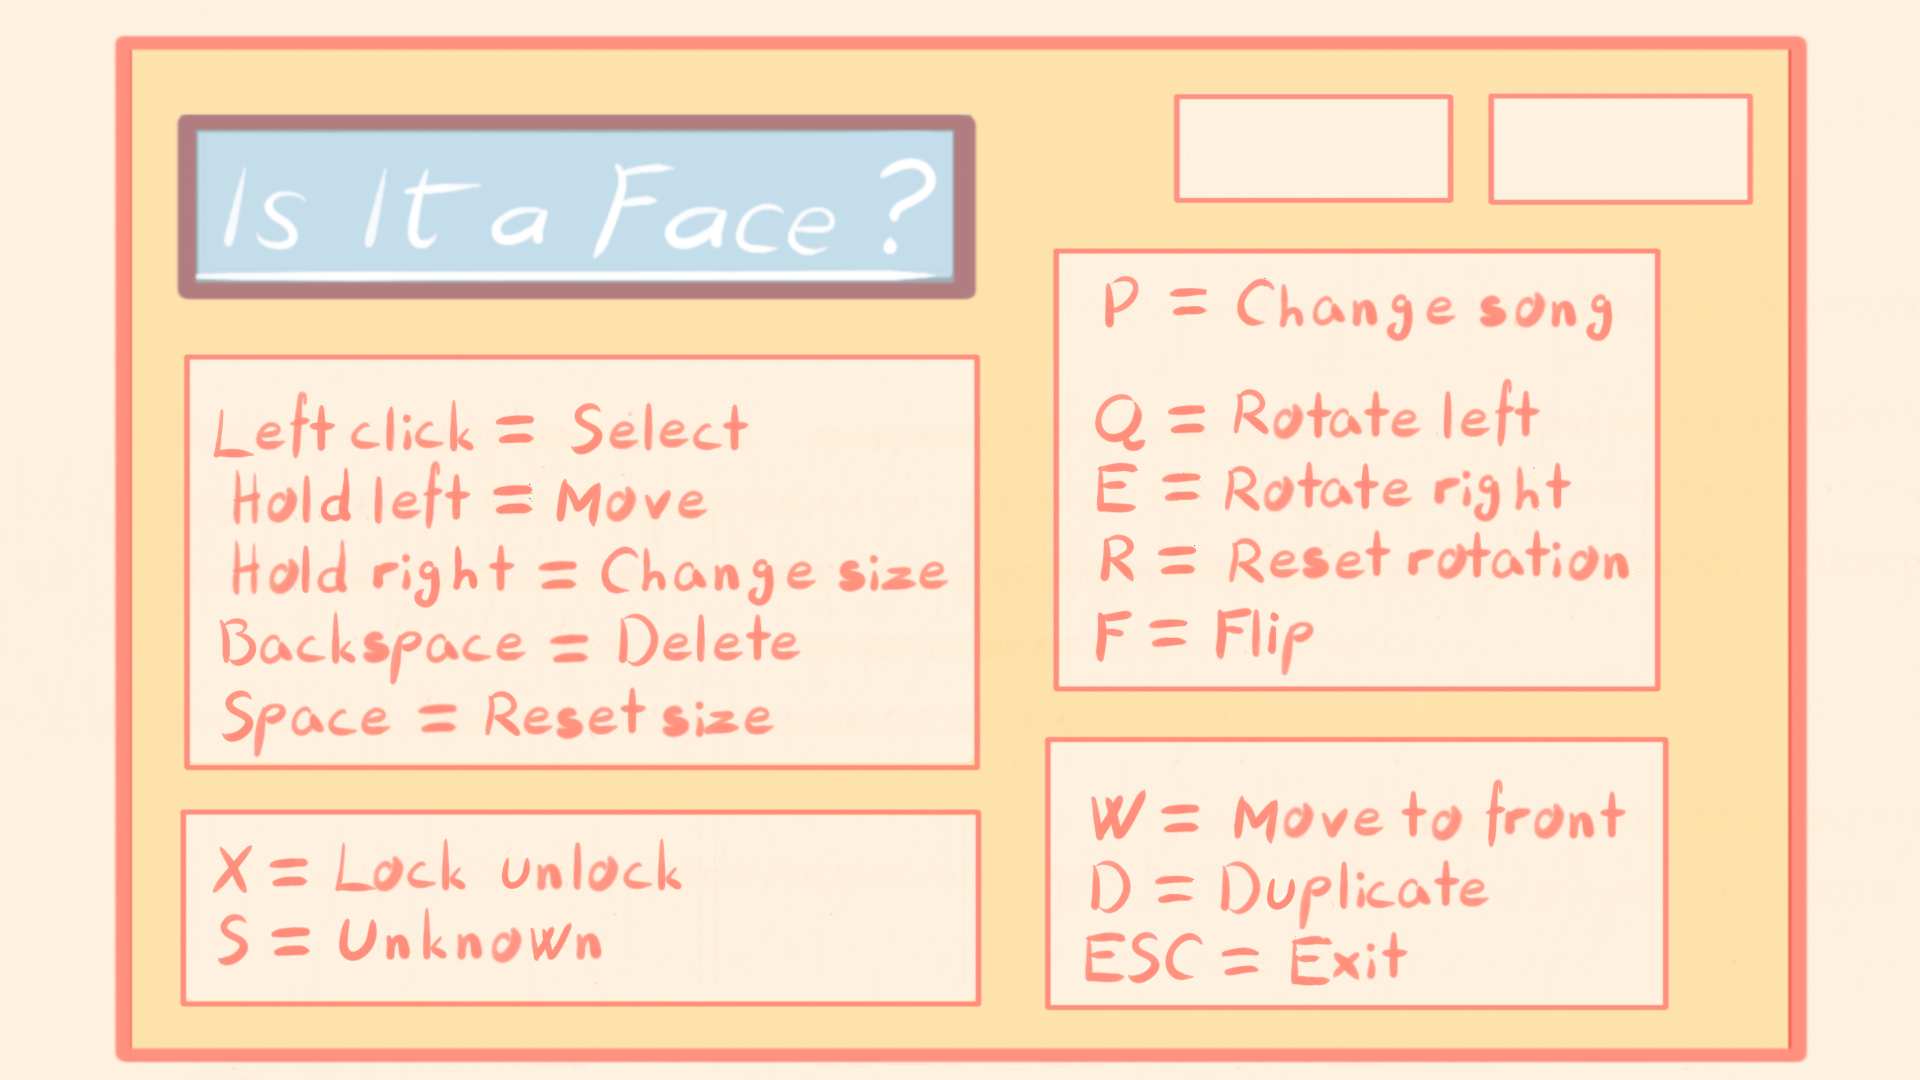 Is It a Face?
Left click = Select
Hold left = Move
Hold right = Change size
Backspace = Delete
Space = Reset size
X = Lock unlock
S = Unknown
P = Change song
Q = Rotate left
E = Rotate right
R = Reset rotation
F = Flip
W = Move to front
D = Duplicate
ESC = Exit